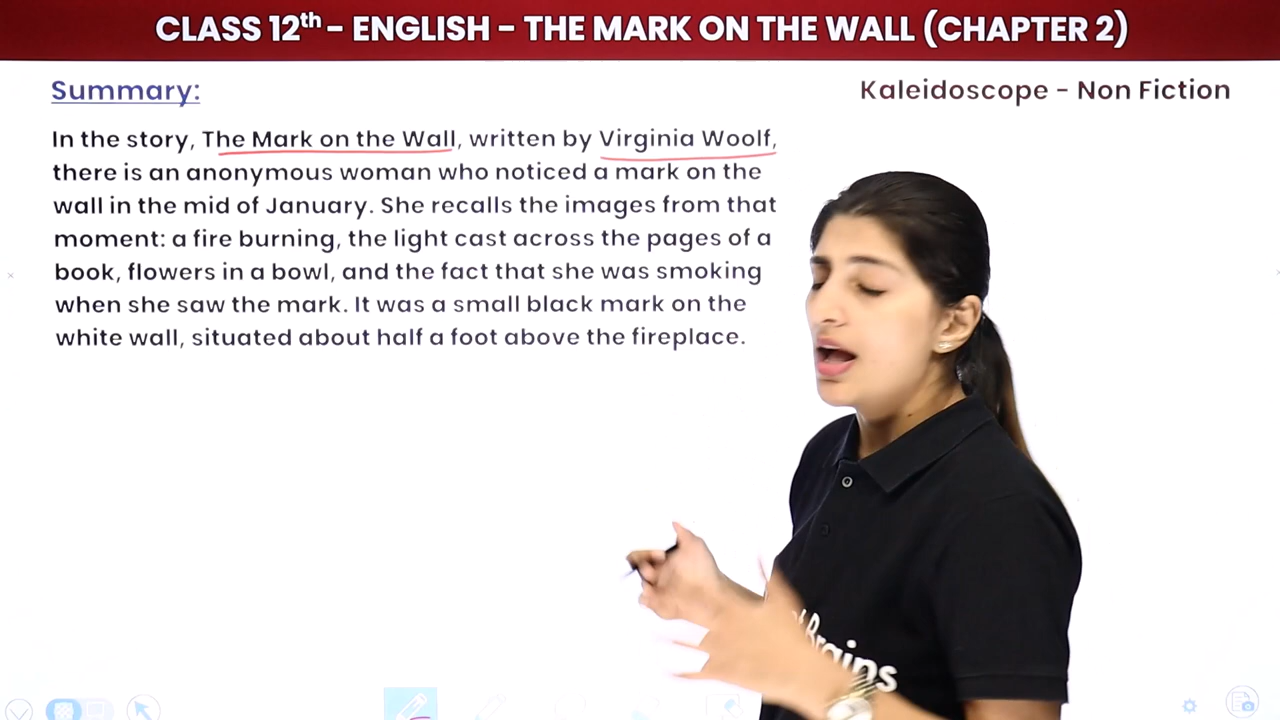 CLASS 12th – ENGLISH – THE MARK ON THE WALL (CHAPTER 2)
Summary:
Kaleidoscope - Non Fiction
In the story, The Mark on the Wall, written by Virginia Woolf,
there is an anonymous woman who noticed a mark on the
wall in the mid of January. She recalls the images from that
moment: a fire burning, the light cast across the pages of a
book, flowers in a bowl, and the fact that she was smoking
when she saw the mark. It was a small black mark on the
white wall, situated about half a foot above the fireplace.